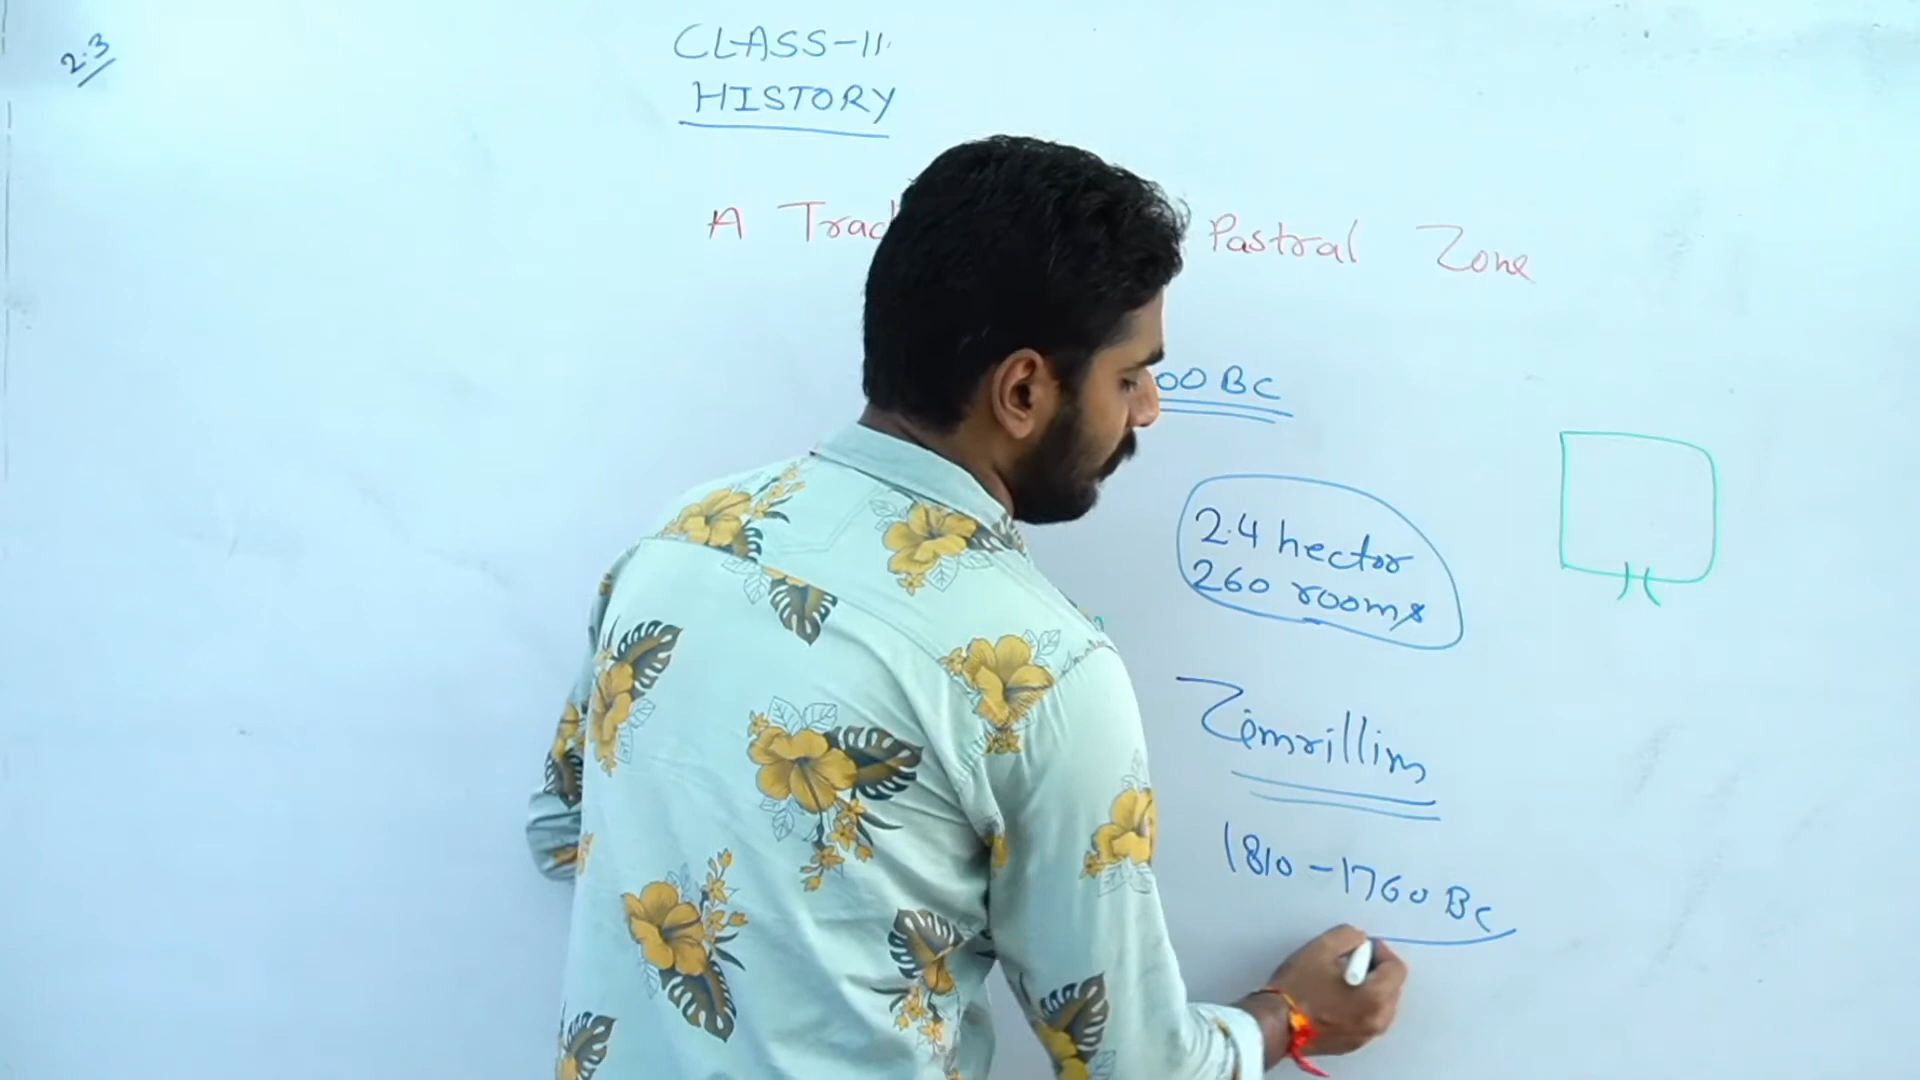 2.3
CLASS-11
HISTORY
A Trad Pastral Zone
00 BC
2.4 hector
260 rooms
Zimrillim
1810-1760 BC